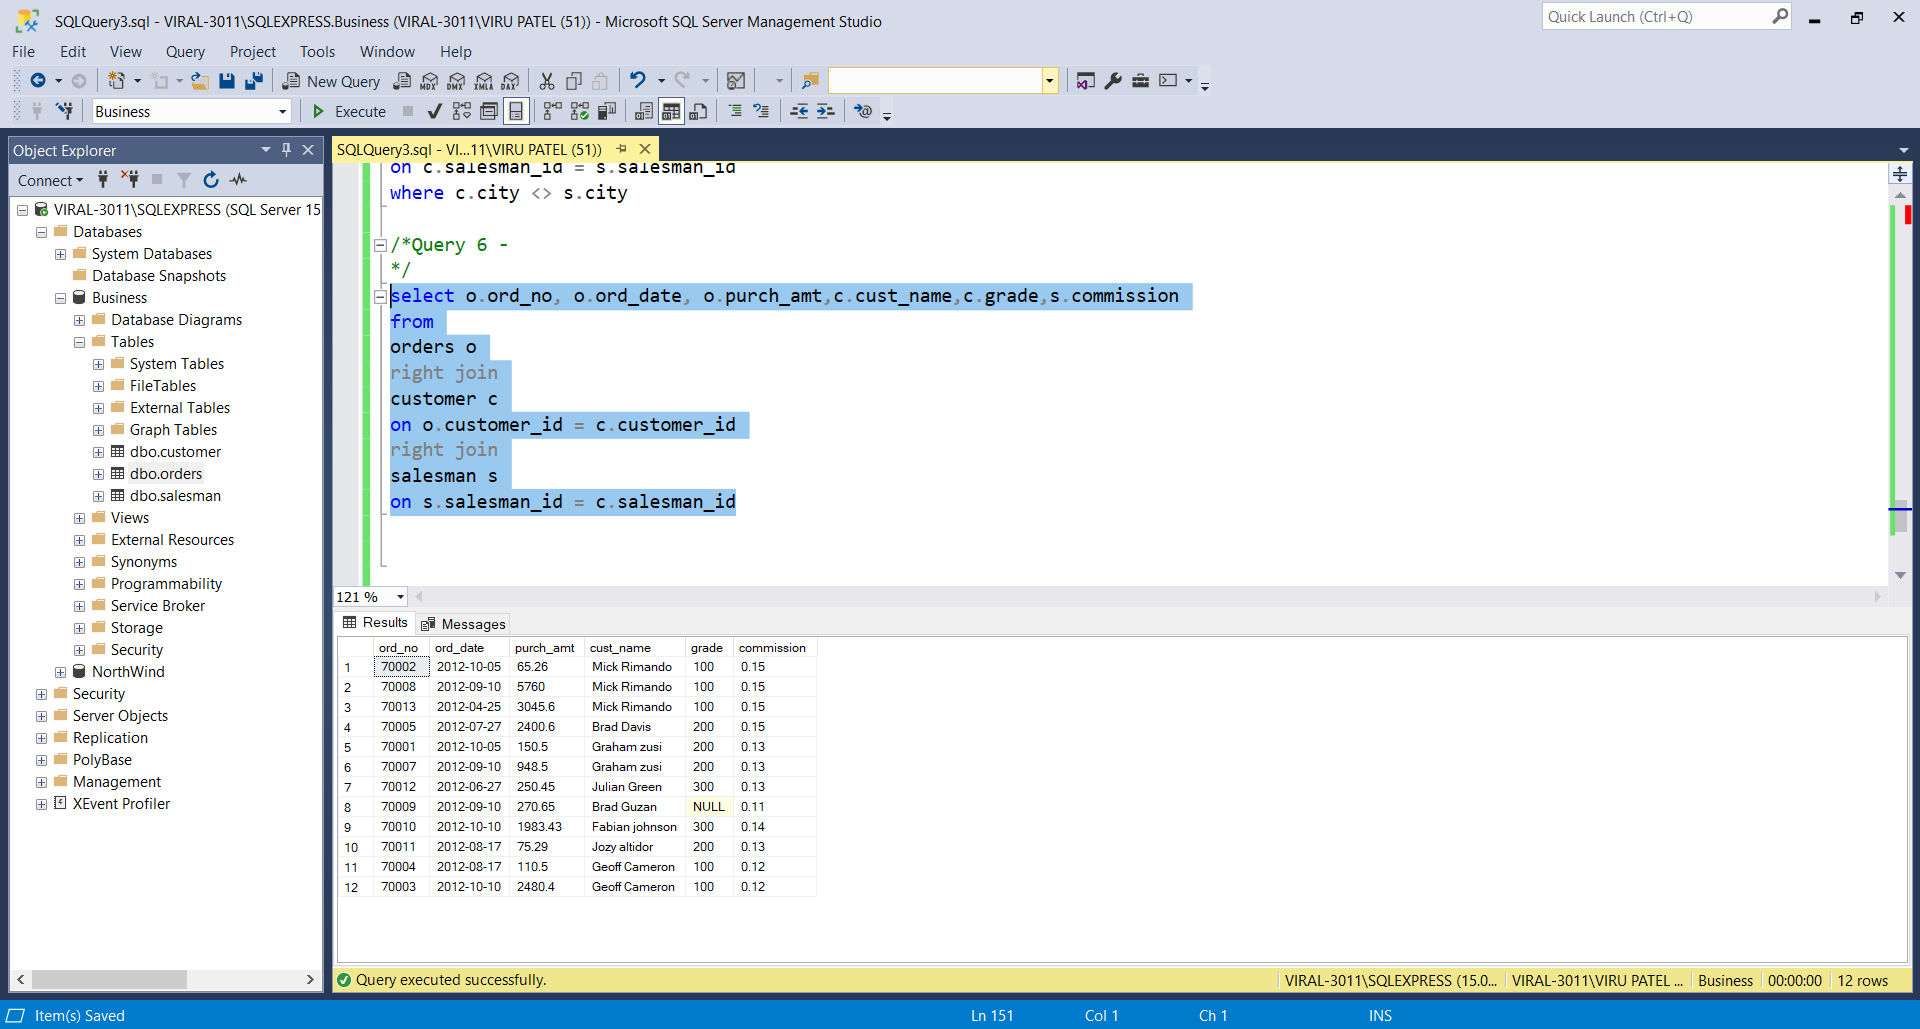 SQLQuery3.sql - VIRAL-3011\SQLEXPRESS.Business (VIRAL-3011\VIRU PATEL (51)) - Microsoft SQL Server Management Studio
Quick Launch (Ctrl+Q)
File Edit View Query Project Tools Window Help
New Query MDX DMX XMLA DAX
Business Execute
Object Explorer
Connect
VIRAL-3011\SQLEXPRESS (SQL Server 15
Databases
System Databases
Database Snapshots
Business
Database Diagrams
Tables
System Tables
FileTables
External Tables
Graph Tables
dbo.customer
dbo.orders
dbo.salesman
Views
External Resources
Synonyms
Programmability
Service Broker
Storage
Security
NorthWind
Security
Server Objects
Replication
PolyBase
Management
XEvent Profiler
SQLQuery3.sql - VI...11\VIRU PATEL (51))
on c.salesman_id = s.salesman_id
where c.city <> s.city
/*Query 6 -
*/
select o.ord_no, o.ord_date, o.purch_amt,c.cust_name,c.grade,s.commission
from
orders o
right join
customer c
on o.customer_id = c.customer_id
right join
salesman s
on s.salesman_id = c.salesman_id
121 %
Results Messages
ord_no ord_date purch_amt cust_name grade commission
1 70002 2012-10-05 65.26 Mick Rimando 100 0.15
2 70008 2012-09-10 5760 Mick Rimando 100 0.15
3 70013 2012-04-25 3045.6 Mick Rimando 100 0.15
4 70005 2012-07-27 2400.6 Brad Davis 200 0.15
5 70001 2012-10-05 150.5 Graham zusi 200 0.13
6 70007 2012-09-10 948.5 Graham zusi 200 0.13
7 70012 2012-06-27 250.45 Julian Green 300 0.13
8 70009 2012-09-10 270.65 Brad Guzan NULL 0.11
9 70010 2012-10-10 1983.43 Fabian johnson 300 0.14
10 70011 2012-08-17 75.29 Jozy altidor 200 0.13
11 70004 2012-08-17 110.5 Geoff Cameron 100 0.12
12 70003 2012-10-10 2480.4 Geoff Cameron 100 0.12
Query executed successfully. VIRAL-3011\SQLEXPRESS (15.0... VIRAL-3011\VIRU PATEL ... Business 00:00:00 12 rows
Item(s) Saved Ln 151 Col 1 Ch 1 INS